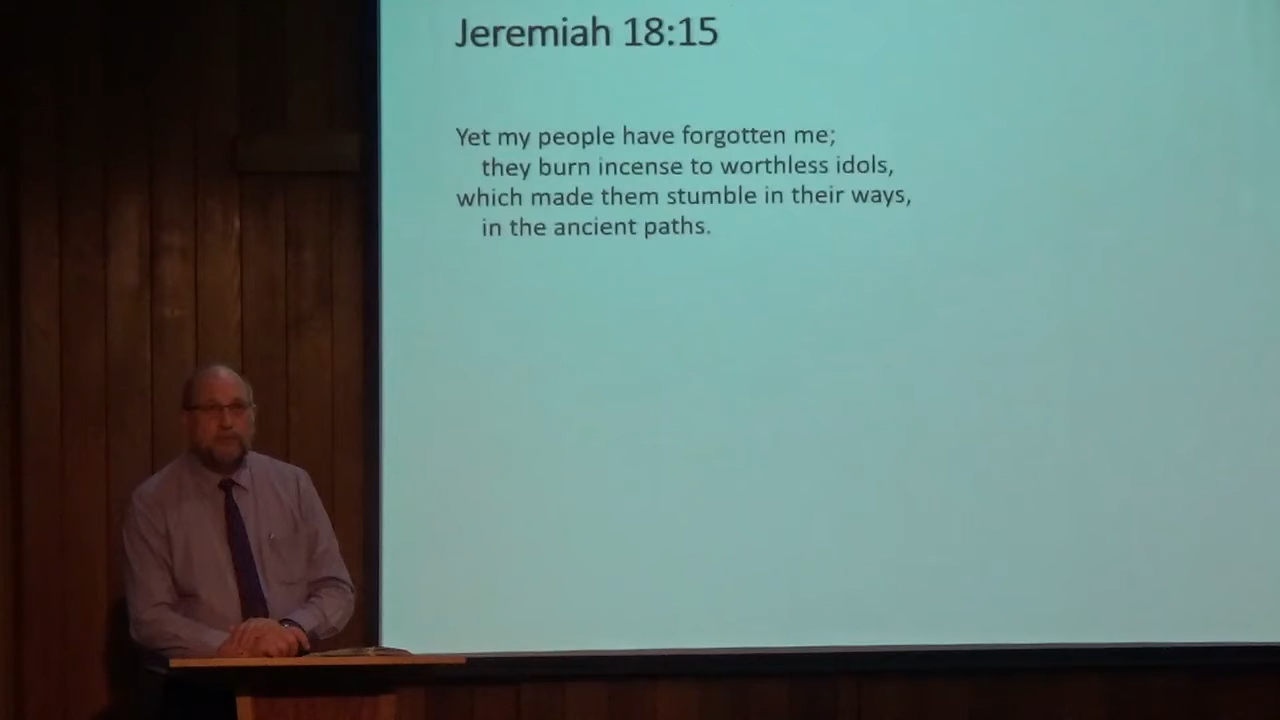 Jeremiah 18:15
Yet my people have forgotten me;
they burn incense to worthless idols,
which made them stumble in their ways,
in the ancient paths.